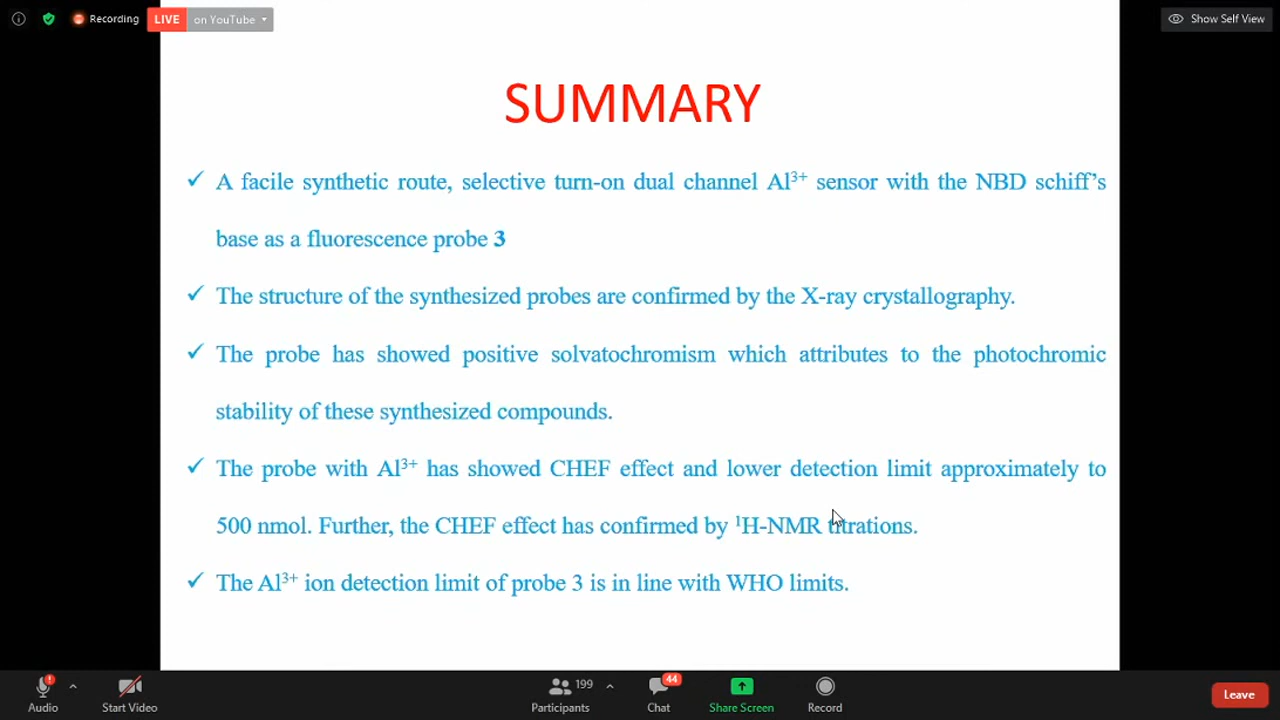 Recording
LIVE on YouTube
Show Self View
SUMMARY
✓ A facile synthetic route, selective turn-on dual channel Al³⁺ sensor with the NBD schiff's
base as a fluorescence probe 3
✓ The structure of the synthesized probes are confirmed by the X-ray crystallography.
✓ The probe has showed positive solvatochromism which attributes to the photochromic
stability of these synthesized compounds.
✓ The probe with Al³⁺ has showed CHEF effect and lower detection limit approximately to
500 nmol. Further, the CHEF effect has confirmed by ¹H-NMR titrations.
✓ The Al³⁺ ion detection limit of probe 3 is in line with WHO limits.
199
44
Audio
Start Video
Participants
Chat
Share Screen
Record
Leave